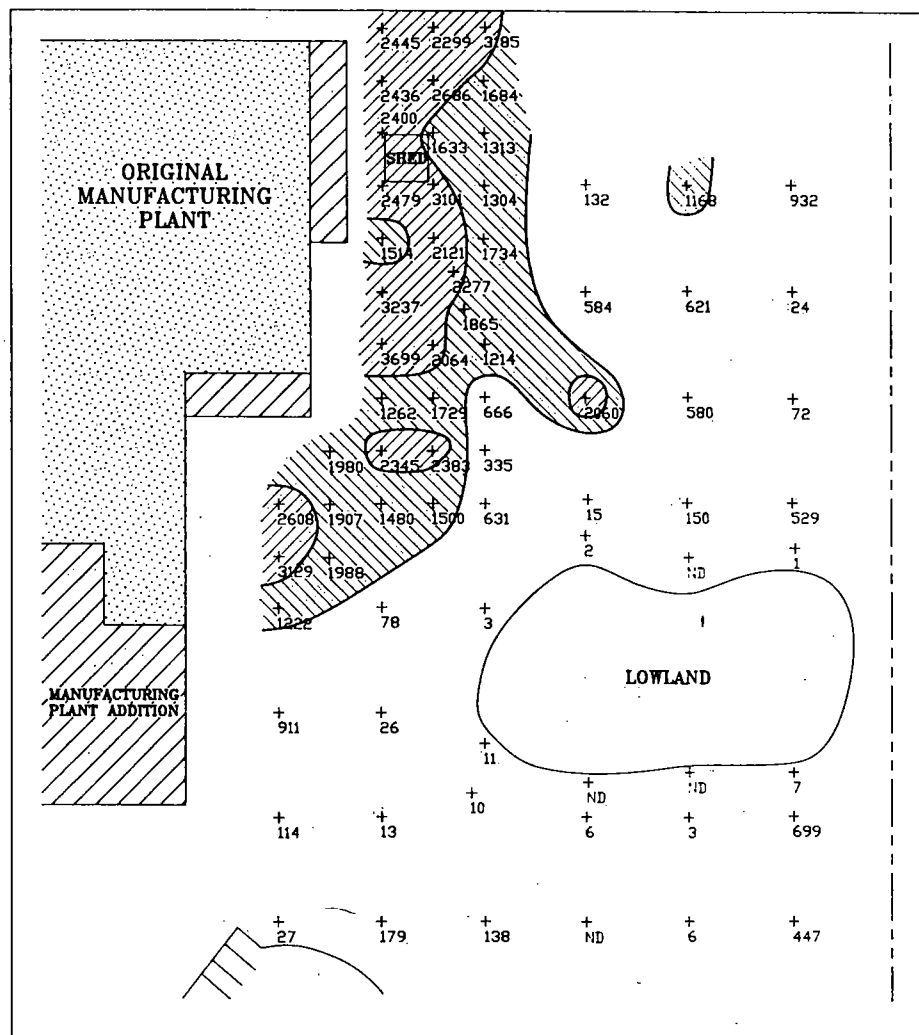 2445 2299 3185
2436 2686 1684
2400
1633 1313
SHED
ORIGINAL
MANUFACTURING
PLANT
2479 3101 1304 132 1168 932
1514 2121 1734
2277
3237 584 621 24
1865
3699 2064 1214
1262 1729 666 2060 580 72
1980 2345 2383 335
2608 1907 1480 1500 631 15 150 529
2 1
3129 1988 ND
1222 78 3 1
LOWLAND
MANUFACTURING
PLANT ADDITION
911 26
11
ND ND 7
10
114 13 6 3 699
27 179 138 ND 6 447